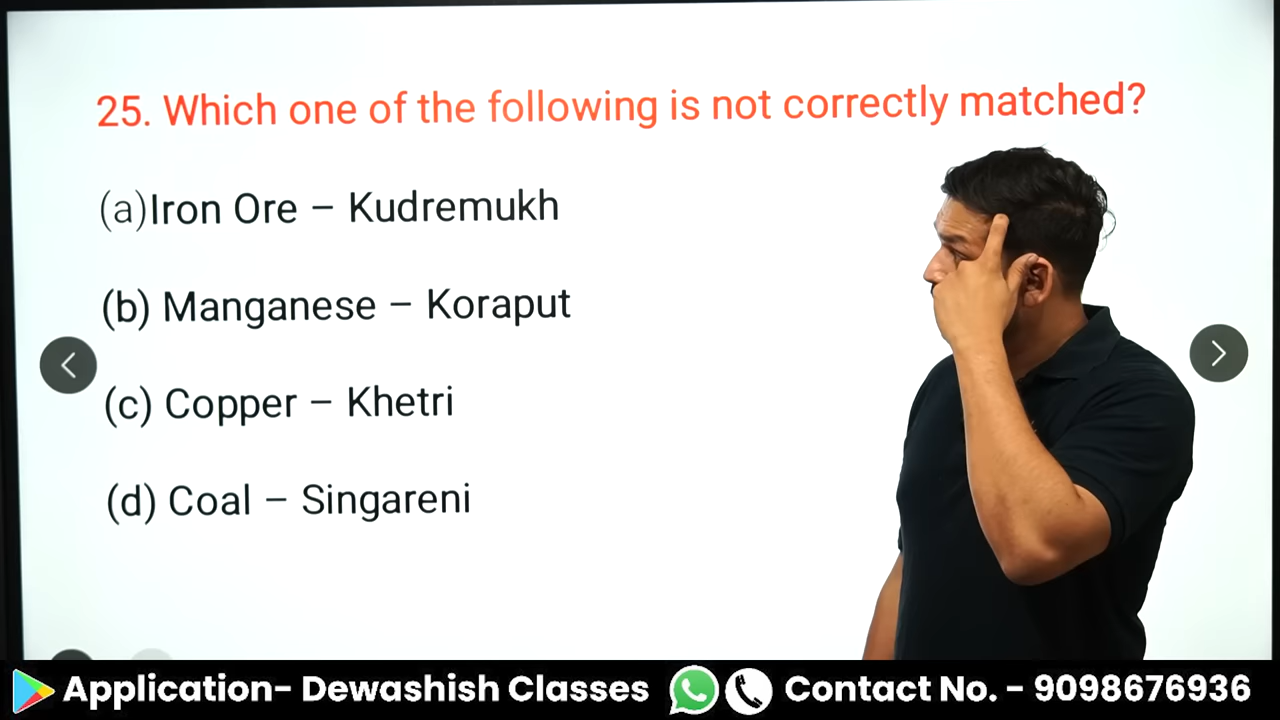 25. Which one of the following is not correctly matched?
(a)Iron Ore – Kudremukh
(b) Manganese – Koraput
(c) Copper – Khetri
(d) Coal – Singareni
Application- Dewashish Classes Contact No. - 9098676936